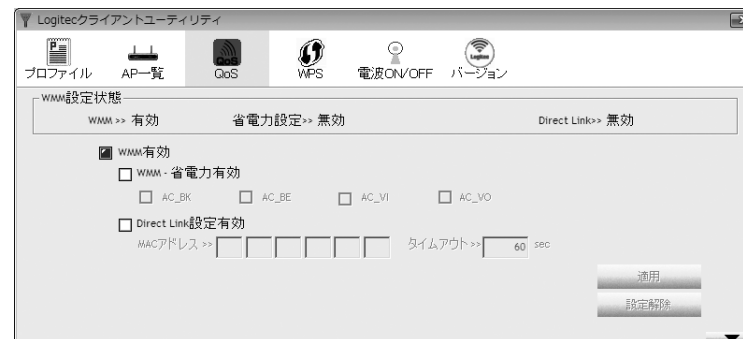 Logitecクライアントユーティリティ
プロファイル AP一覧 QoS WPS 電波ON/OFF バージョン
WMM設定状態
WMM >> 有効 省電力設定>> 無効 Direct Link>> 無効
WMM有効
WMM - 省電力有効
AC_BK AC_BE AC_VI AC_VO
Direct Link設定有効
MACアドレス >> タイムアウト >> 60 sec
適用
設定解除